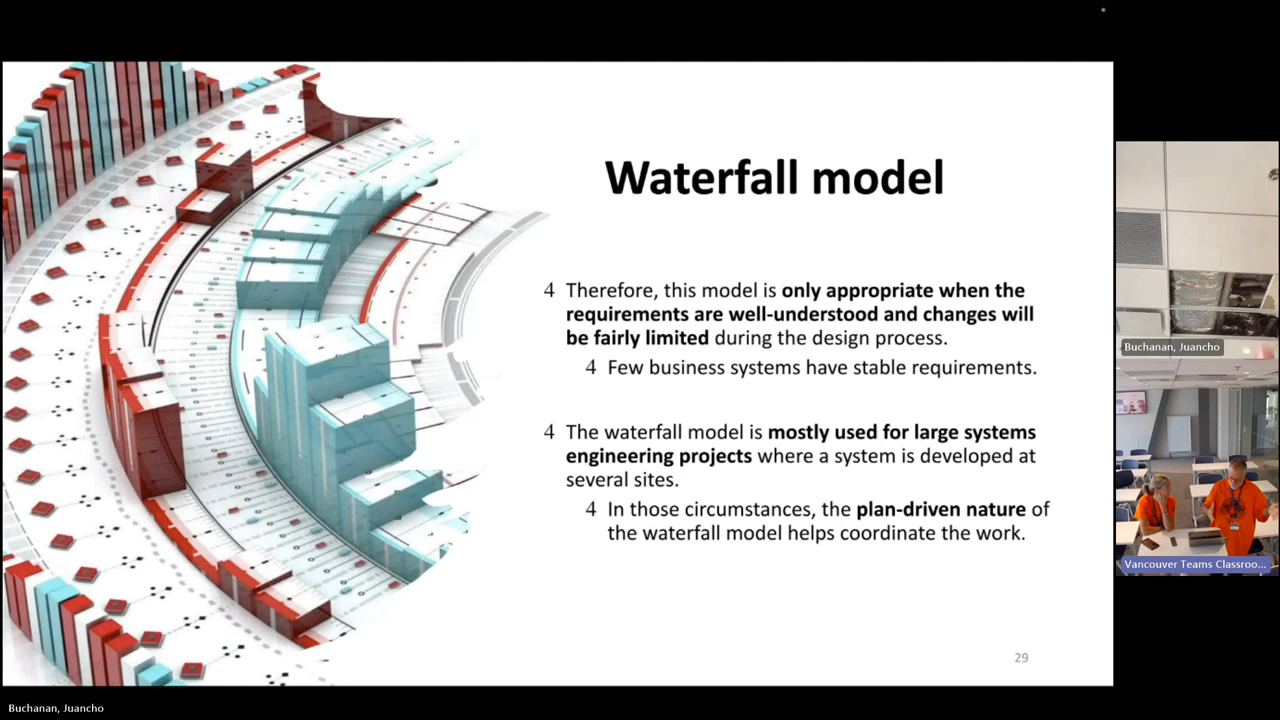 Waterfall model
4 Therefore, this model is only appropriate when the
requirements are well-understood and changes will
be fairly limited during the design process.
4 Few business systems have stable requirements.
4 The waterfall model is mostly used for large systems
engineering projects where a system is developed at
several sites.
4 In those circumstances, the plan-driven nature of
the waterfall model helps coordinate the work.
29
Buchanan, Juancho
Vancouver Teams Classroo...
Buchanan, Juancho